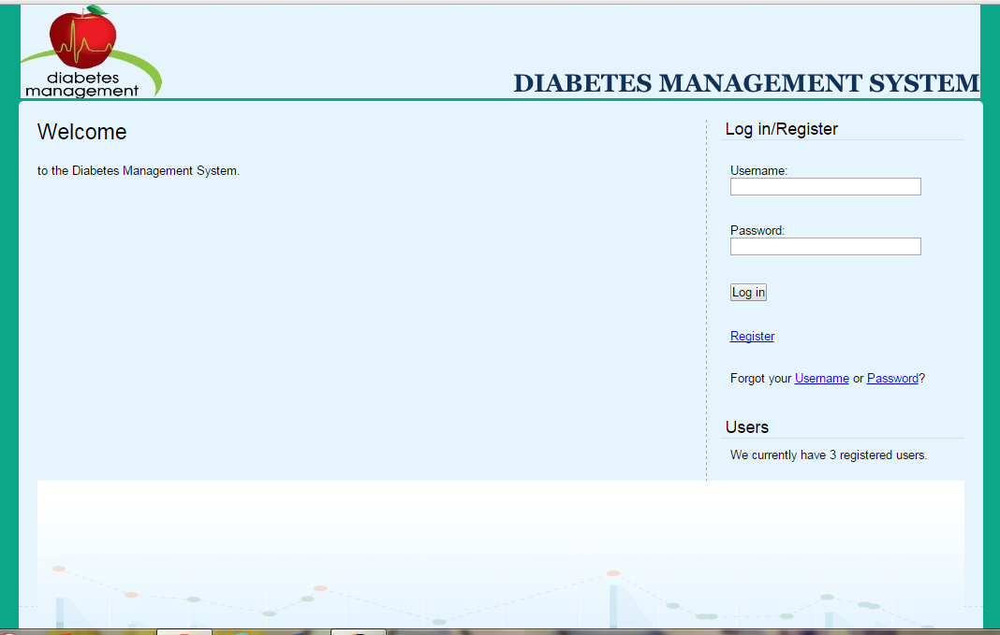 diabetes
management
DIABETES MANAGEMENT SYSTEM
Welcome
to the Diabetes Management System.
Log in/Register
Username:
Password:
Log in
Register
Forgot your Username or Password?
Users
We currently have 3 registered users.